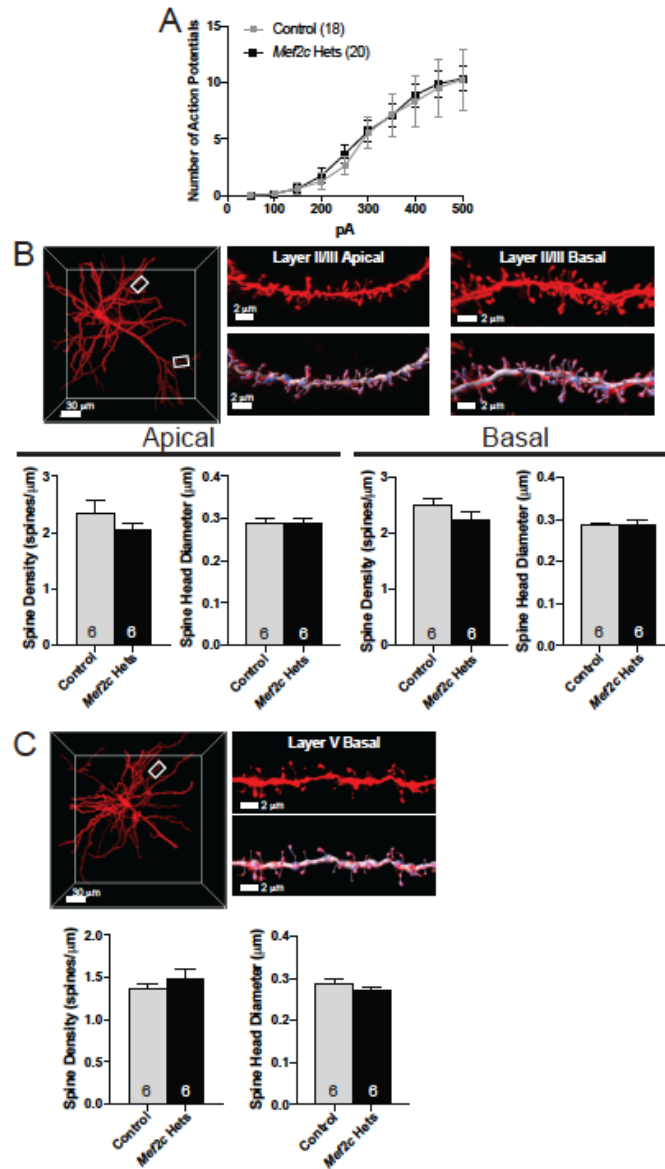 A
Control (18)
Mef2c Hets (20)
Number of Action Potentials
15
10
5
0
0 100 200 300 400 500
pA
B
30 μm
Layer II/III Apical
2 μm
2 μm
Layer II/III Basal
2 μm
2 μm
Apical
Basal
Spine Density (spines/μm)
3
2
1
0
6 6
Control
Mef2c Hets
Spine Head Diameter (μm)
0.4
0.3
0.2
0.1
0.0
6 6
Control
Mef2c Hets
Spine Density (spines/μm)
3
2
1
0
6 6
Control
Mef2c Hets
Spine Head Diameter (μm)
0.4
0.3
0.2
0.1
0.0
6 6
Control
Mef2c Hets
C
30 μm
Layer V Basal
2 μm
2 μm
Spine Density (spines/μm)
2.0
1.5
1.0
0.5
0.0
6 6
Control
Mef2c Hets
Spine Head Diameter (μm)
0.4
0.3
0.2
0.1
0.0
6 6
Control
Mef2c Hets